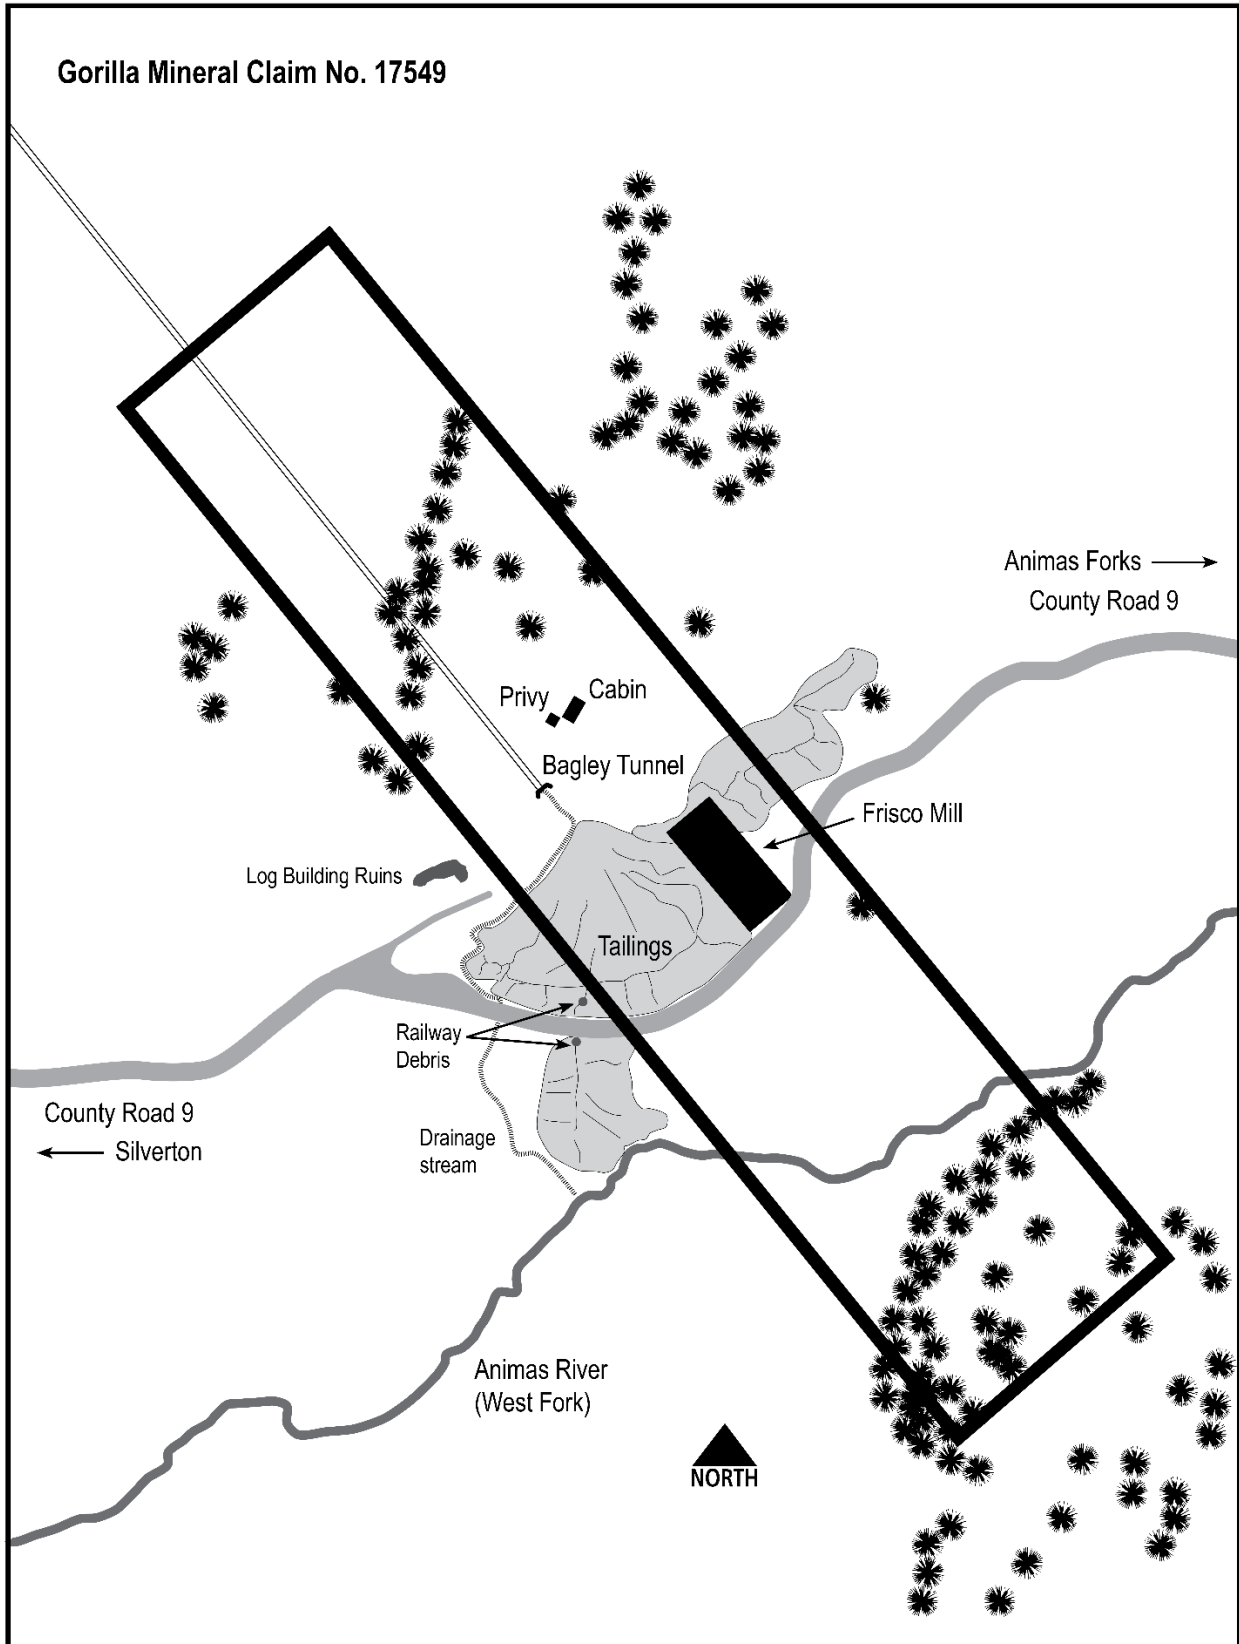 Gorilla Mineral Claim No. 17549
Animas Forks
County Road 9
Privy
Cabin
Bagley Tunnel
Frisco Mill
Log Building Ruins
Tailings
Railway
Debris
County Road 9
Silverton
Drainage
stream
Animas River
(West Fork)
NORTH